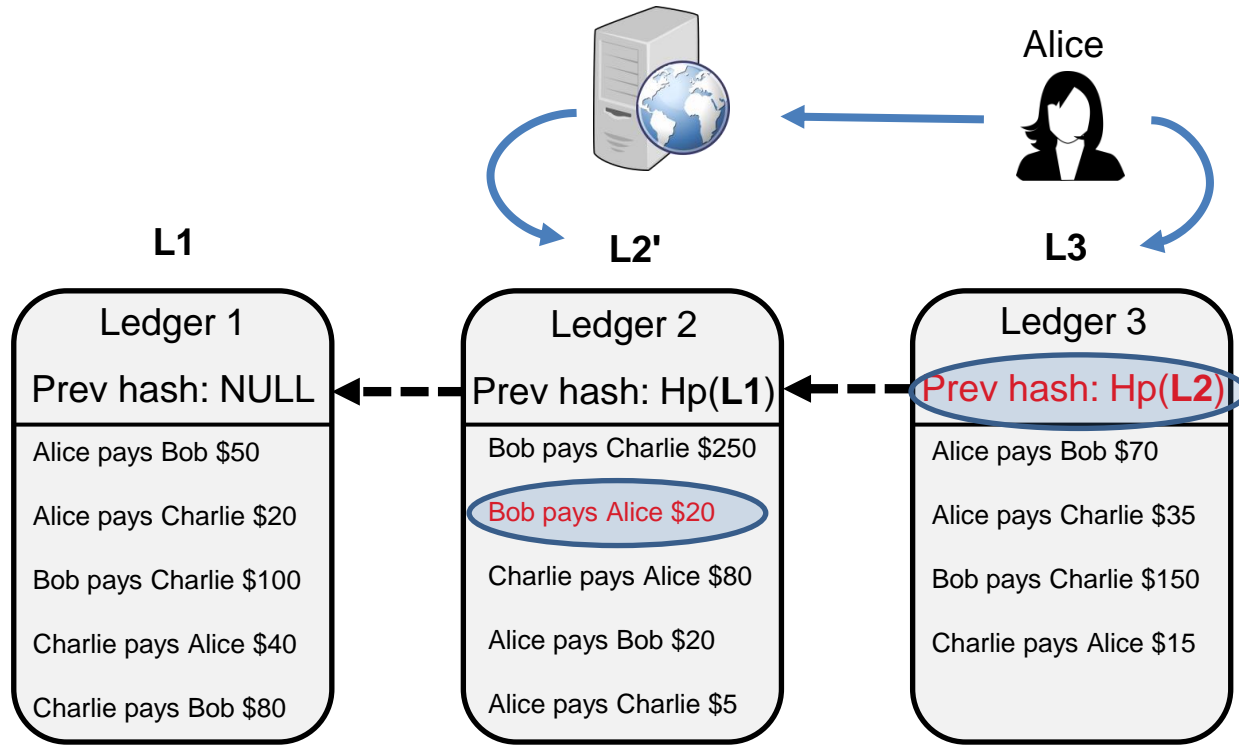 Alice
L1
L2'
L3
Ledger 1
Prev hash: NULL
Alice pays Bob $50
Alice pays Charlie $20
Bob pays Charlie $100
Charlie pays Alice $40
Charlie pays Bob $80
Ledger 2
Prev hash: Hp(L1)
Bob pays Charlie $250
Bob pays Alice $20
Charlie pays Alice $80
Alice pays Bob $20
Alice pays Charlie $5
Ledger 3
Prev hash: Hp(L2)
Alice pays Bob $70
Alice pays Charlie $35
Bob pays Charlie $150
Charlie pays Alice $15